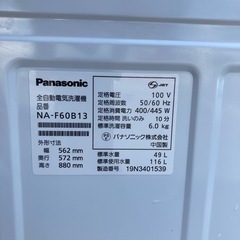 Panasonic
全自動電気洗濯機
品番
NA-F60B13
幅 562 mm
奥行 572 mm
高さ 880 mm
JET
定格電圧 100 V
定格周波数 50/60 Hz
定格消費電力 400/445 W
定格時間 洗いのみ 10 分
標準洗濯容量 6.0 kg
パナソニック株式会社
中国製
標準水量 49 L
標準使用水量 116 L
製造番号 19N3401539